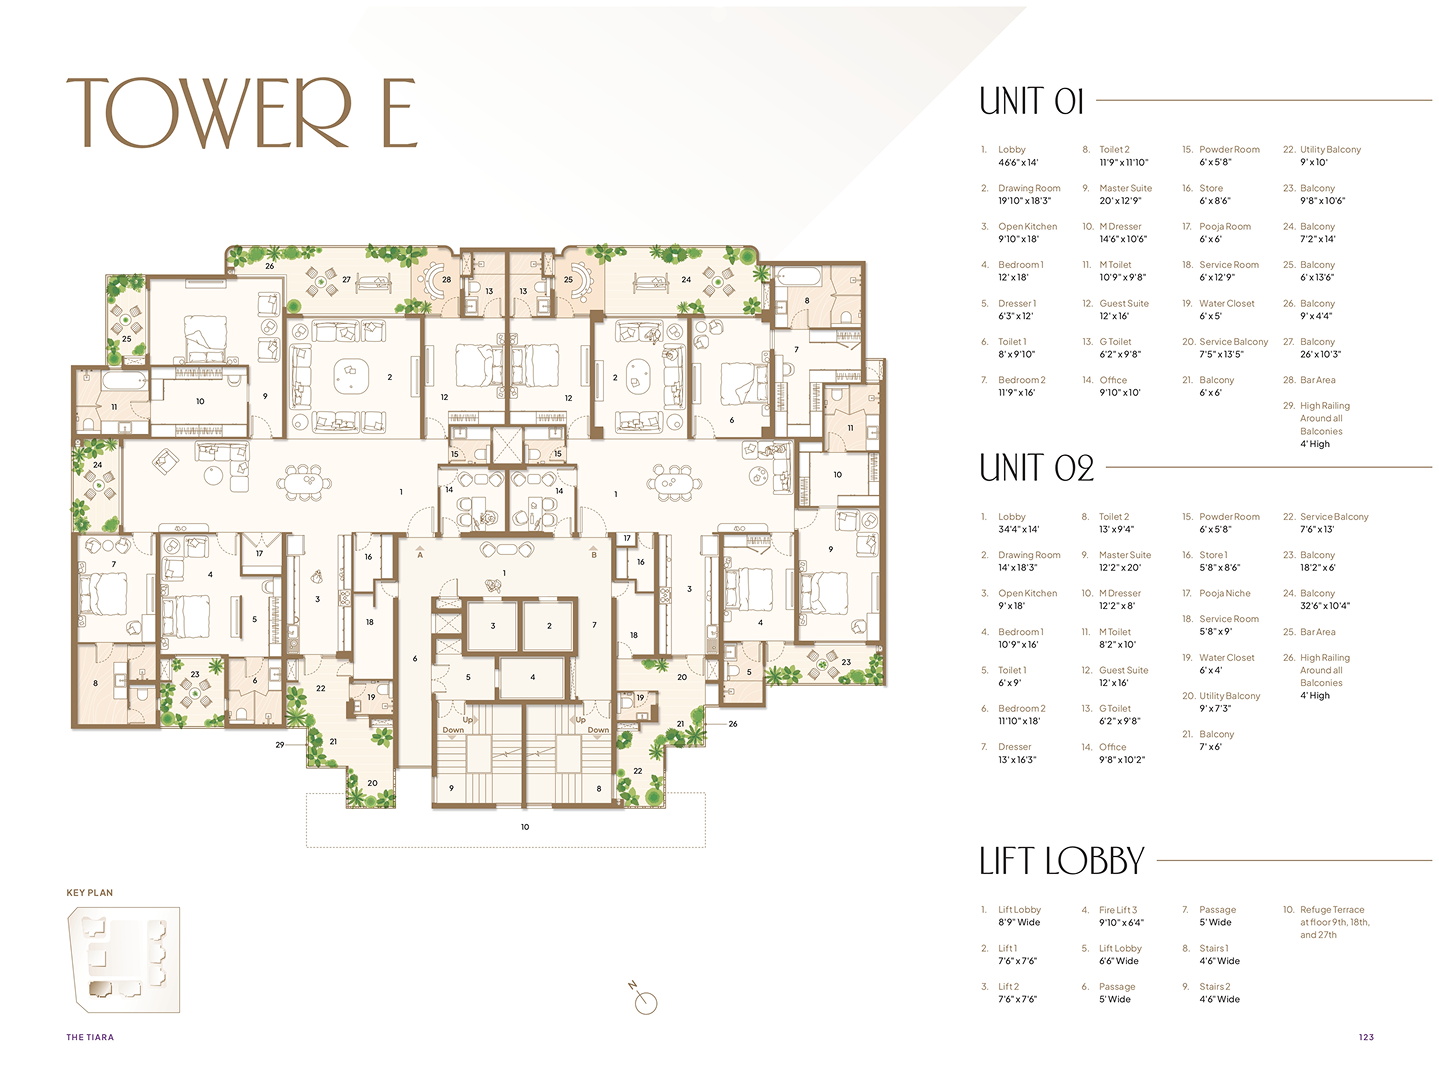 TOWER E
UNIT 01
1. Lobby
46'6" x 14'
2. Drawing Room
19'10" x 18'3"
3. Open Kitchen
9'10" x 18'
4. Bedroom 1
12' x 18'
5. Dresser 1
6'3" x 12'
6. Toilet 1
8' x 9'10"
7. Bedroom 2
11'9" x 16'
8. Toilet 2
11'9" x 11'10"
9. Master Suite
20' x 12'9"
10. M Dresser
14'6" x 10'6"
11. M Toilet
10'9" x 9'8"
12. Guest Suite
12' x 16'
13. G Toilet
6'2" x 9'8"
14. Office
9'10" x 10'
15. Powder Room
6' x 5'8"
16. Store
6' x 8'6"
17. Pooja Room
6' x 6'
18. Service Room
6' x 12'9"
19. Water Closet
6' x 5'
20. Service Balcony
7'5" x 13'5"
21. Balcony
6' x 6'
22. Utility Balcony
9' x 10'
23. Balcony
9'8" x 10'6"
24. Balcony
7'2" x 14'
25. Balcony
6' x 13'6"
26. Balcony
9' x 4'4"
27. Balcony
26' x 10'3"
28. Bar Area
29. High Railing
Around all
Balconies
4' High
UNIT 02
1. Lobby
34'4" x 14'
2. Drawing Room
14' x 18'3"
3. Open Kitchen
9' x 18'
4. Bedroom 1
10'9" x 16'
5. Toilet 1
6' x 9'
6. Bedroom 2
11'10" x 18'
7. Dresser
13' x 16'3"
8. Toilet 2
13' x 9'4"
9. Master Suite
12'2" x 20'
10. M Dresser
12'2" x 8'
11. M Toilet
8'2" x 10'
12. Guest Suite
12' x 16'
13. G Toilet
6'2" x 9'8"
14. Office
9'8" x 10'2"
15. Powder Room
6' x 5'8"
16. Store 1
5'8" x 8'6"
17. Pooja Niche
18. Service Room
5'8" x 9'
19. Water Closet
6' x 4'
20. Utility Balcony
9' x 7'3"
21. Balcony
7' x 6'
22. Service Balcony
7'6" x 13'
23. Balcony
18'2" x 6'
24. Balcony
32'6" x 10'4"
25. Bar Area
26. High Railing
Around all
Balconies
4' High
LIFT LOBBY
1. Lift Lobby
8'9" Wide
2. Lift 1
7'6" x 7'6"
3. Lift 2
7'6" x 7'6"
4. Fire Lift 3
9'10" x 6'4"
5. Lift Lobby
6'6" Wide
6. Passage
5' Wide
7. Passage
5' Wide
8. Stairs 1
4'6" Wide
9. Stairs 2
4'6" Wide
10. Refuge Terrace
at floor 9th, 18th,
and 27th
26
27
28
13
13
25
24
8
25
7
2
2
11
10
9
12
12
6
11
15
15
24
10
1
14
14
1
17
17
A
B
9
7
4
16
1
16
3
3
5
18
3
2
7
18
4
6
23
8
6
22
5
4
20
5
23
19
19
Up
Up
21
26
Down
Down
29
21
22
20
9
8
10
KEY PLAN
N
THE TIARA
123